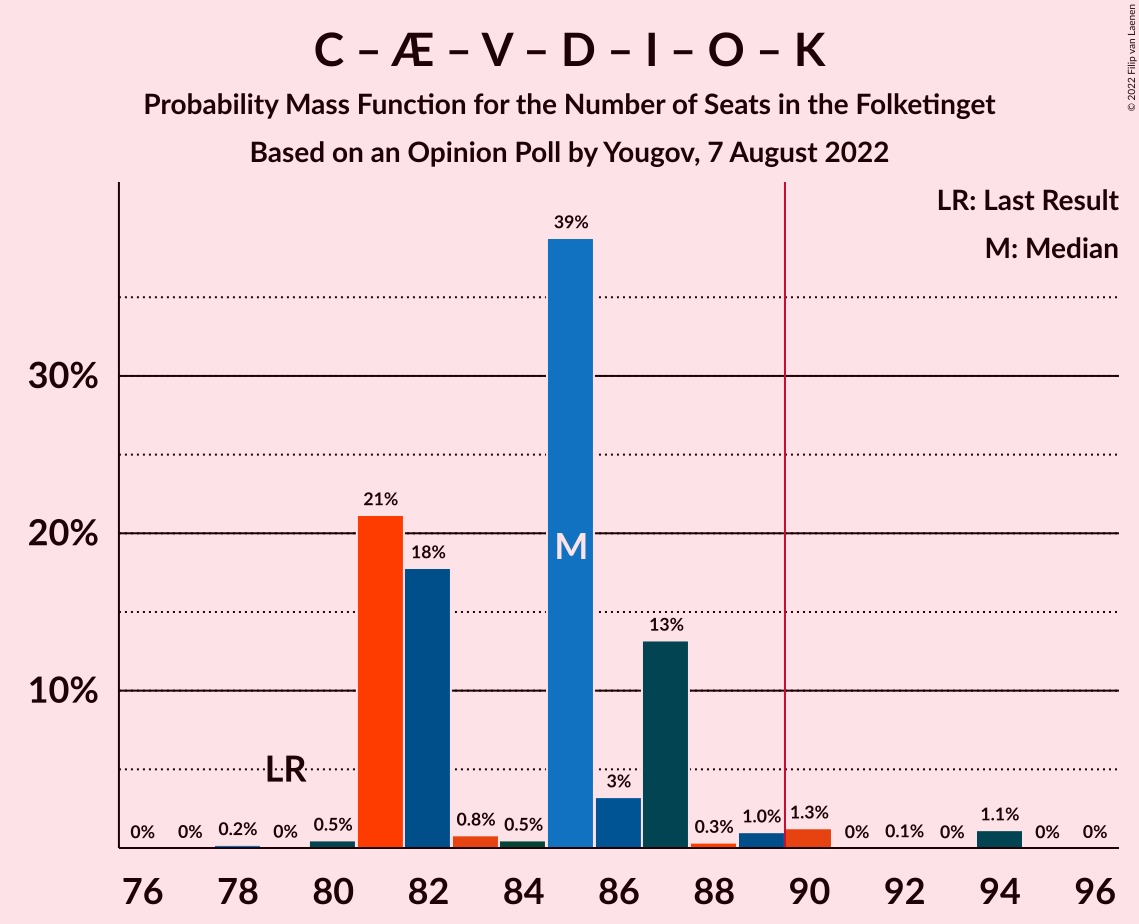 C – Æ – V – D – I – O – K
Probability Mass Function for the Number of Seats in the Folketinget
Based on an Opinion Poll by Yougov, 7 August 2022
© 2022 Filip van Laenen
LR: Last Result
M: Median
30%
20%
10%
0%
0%
0.2%
0%
0.5%
21%
18%
0.8%
0.5%
39%
3%
13%
0.3%
1.0%
1.3%
0%
0.1%
0%
1.1%
0%
0%
LR
M
76 78 80 82 84 86 88 90 92 94 96